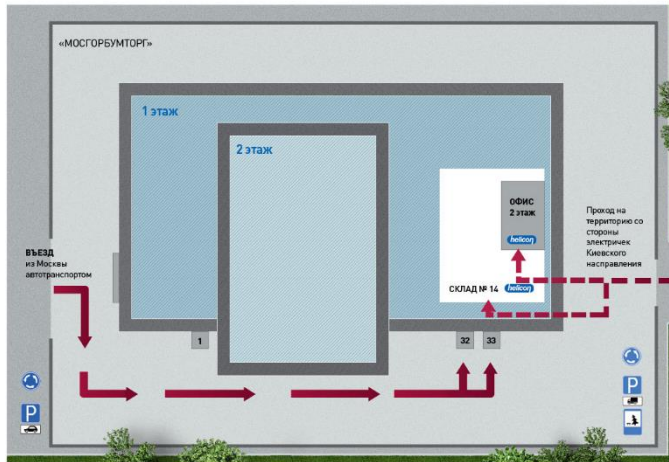 «МОСГОРБУМТОРГ»
1 этаж
2 этаж
ОФИС
2 этаж
helicon
Проход на
территорию со
стороны
электричек
Киевского
насправления
ВЪЕЗД
из Москвы
автотранспортом
СКЛАД № 14 helicon
1
32
33
P
P